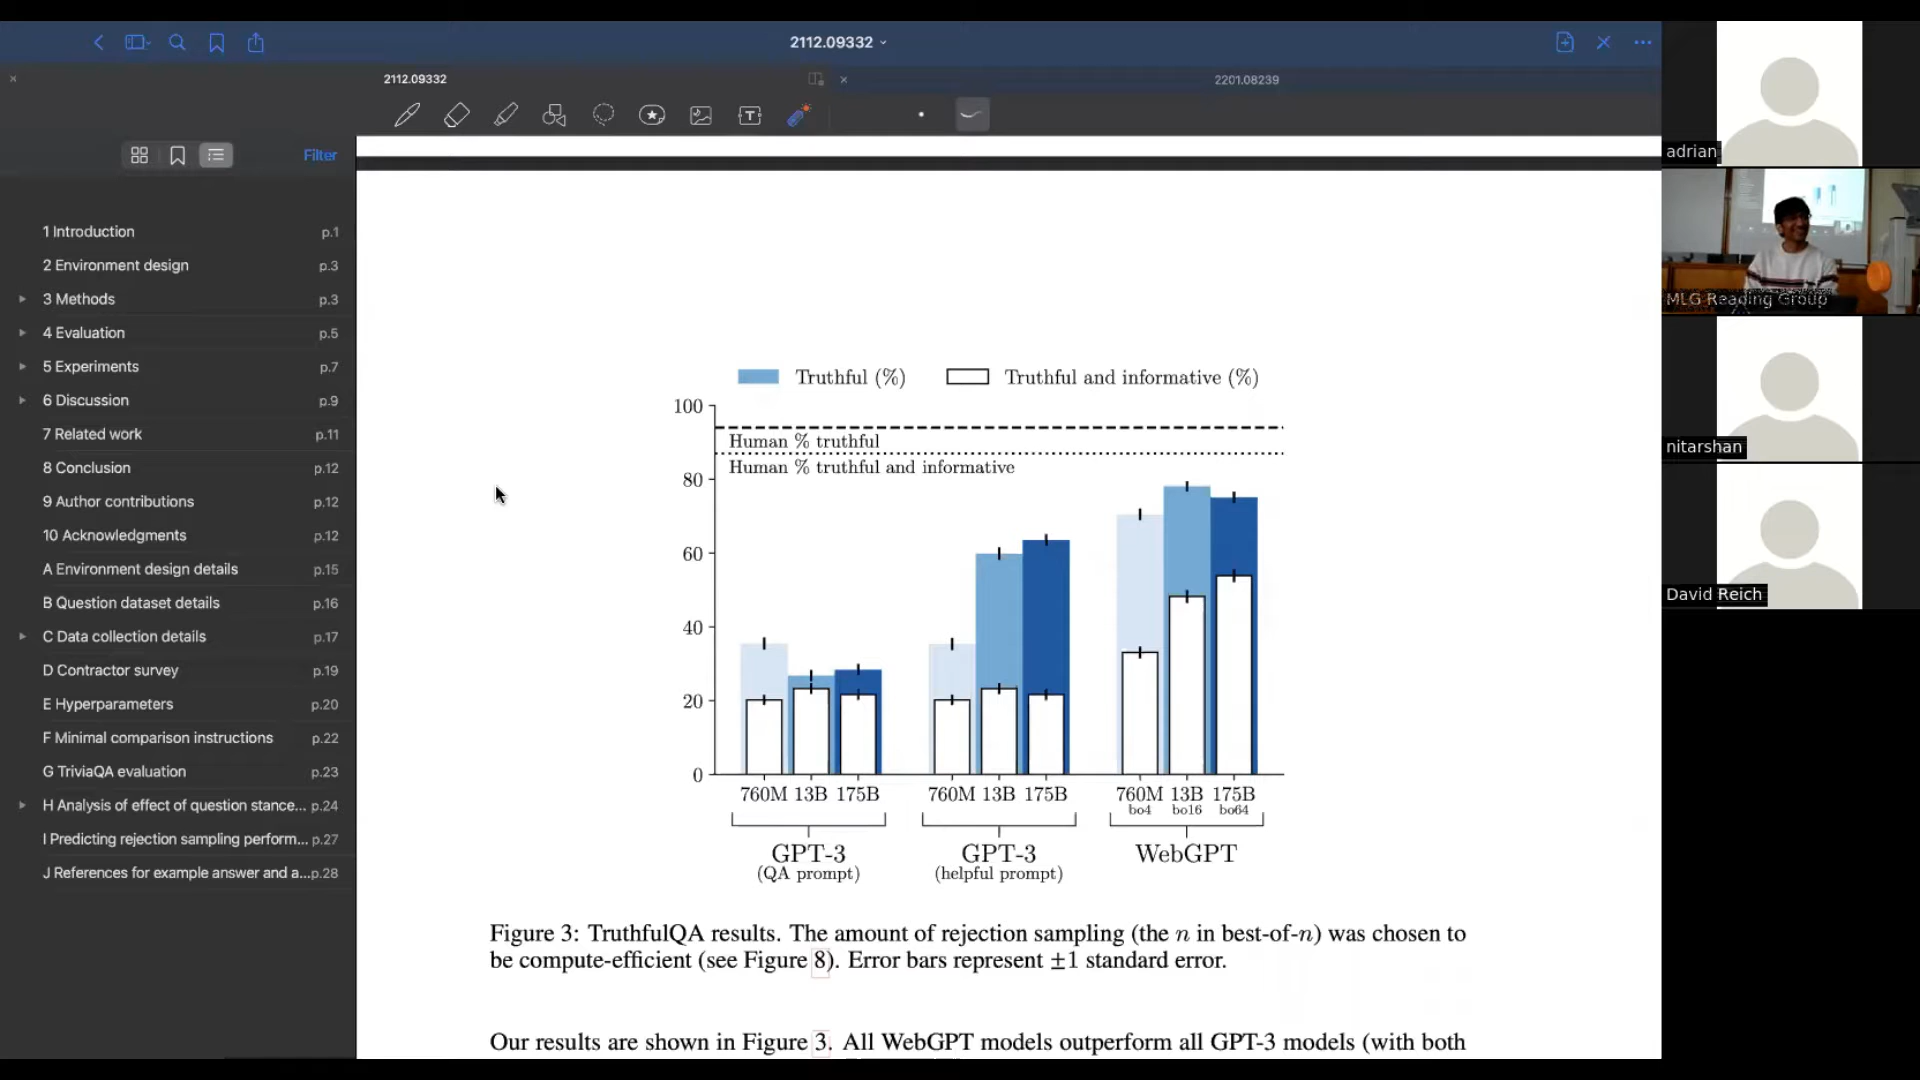 2112.09332
2112.09332
2201.08239
Filter
1 Introduction p.1
2 Environment design p.3
3 Methods p.3
4 Evaluation p.5
5 Experiments p.7
6 Discussion p.9
7 Related work p.11
8 Conclusion p.12
9 Author contributions p.12
10 Acknowledgments p.12
A Environment design details p.15
B Question dataset details p.16
C Data collection details p.17
D Contractor survey p.19
E Hyperparameters p.20
F Minimal comparison instructions p.22
G TriviaQA evaluation p.23
H Analysis of effect of question stance... p.24
I Predicting rejection sampling perform... p.27
J References for example answer and a... p.28
Truthful (%) Truthful and informative (%)
100
Human % truthful
Human % truthful and informative
80
60
40
20
0
760M 13B 175B 760M 13B 175B 760M 13B 175B
bo4 bo16 bo64
GPT-3 GPT-3 WebGPT
(QA prompt) (helpful prompt)
Figure 3: TruthfulQA results. The amount of rejection sampling (the n in best-of-n) was chosen to
be compute-efficient (see Figure 8). Error bars represent ±1 standard error.
Our results are shown in Figure 3. All WebGPT models outperform all GPT-3 models (with both
adrian
MLG Reading Group
nitarshan
David Reich